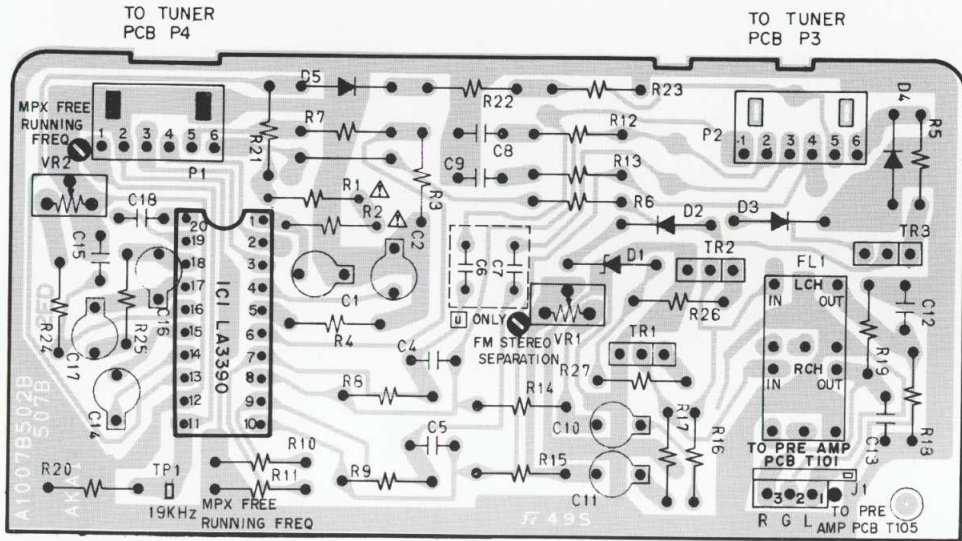 TO TUNER
PCB P4
TO TUNER
PCB P3
MPX FREE
RUNNING
FREQ
VR2
1 2 3 4 5 6
P1
D5
R7
R21
R22
R23
C8
C9
R12
R13
R6
P2
1 2 3 4 5 6
D4
R5
R1
R2
R3
C2
C1
C18
C15
C16
C17
C14
R24
R25
20
19
18
17
16
15
14
13
12
11
IC1 LA3390
1
2
3
4
5
6
7
8
9
10
R4
C6
C7
U ONLY
D1
D2
D3
TR2
TR3
VR1
FM STEREO
SEPARATION
R26
TR1
R27
FL1
LCH
IN OUT
RCH
IN OUT
C12
R19
R18
C13
C4
R8
R14
C10
C5
R9
R15
C11
R17
R16
R10
R11
R20
TP1
19KHz
MPX FREE
RUNNING FREQ
TO PRE AMP
PCB T101
3 2 1
J1
R G L
TO PRE
AMP PCB T105
A1007B502B
507B
AKAI
49S